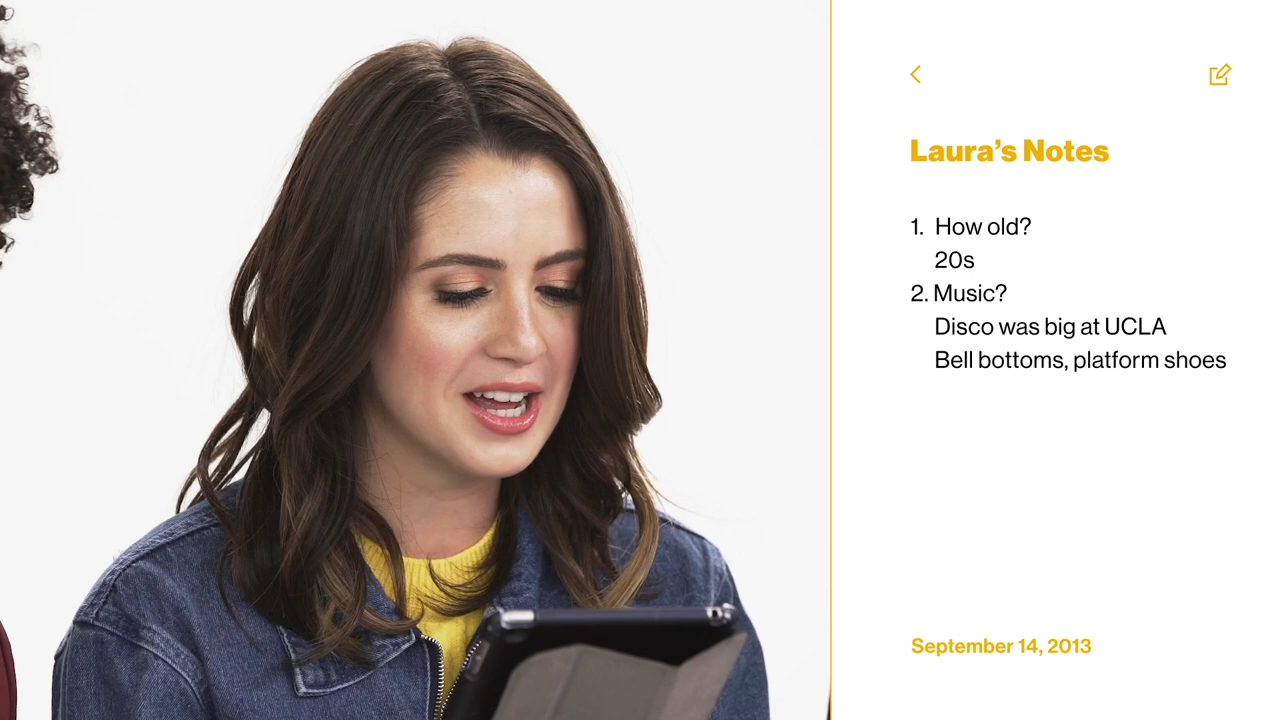 Laura's Notes
1. How old?
20s
2. Music?
Disco was big at UCLA
Bell bottoms, platform shoes
September 14, 2013